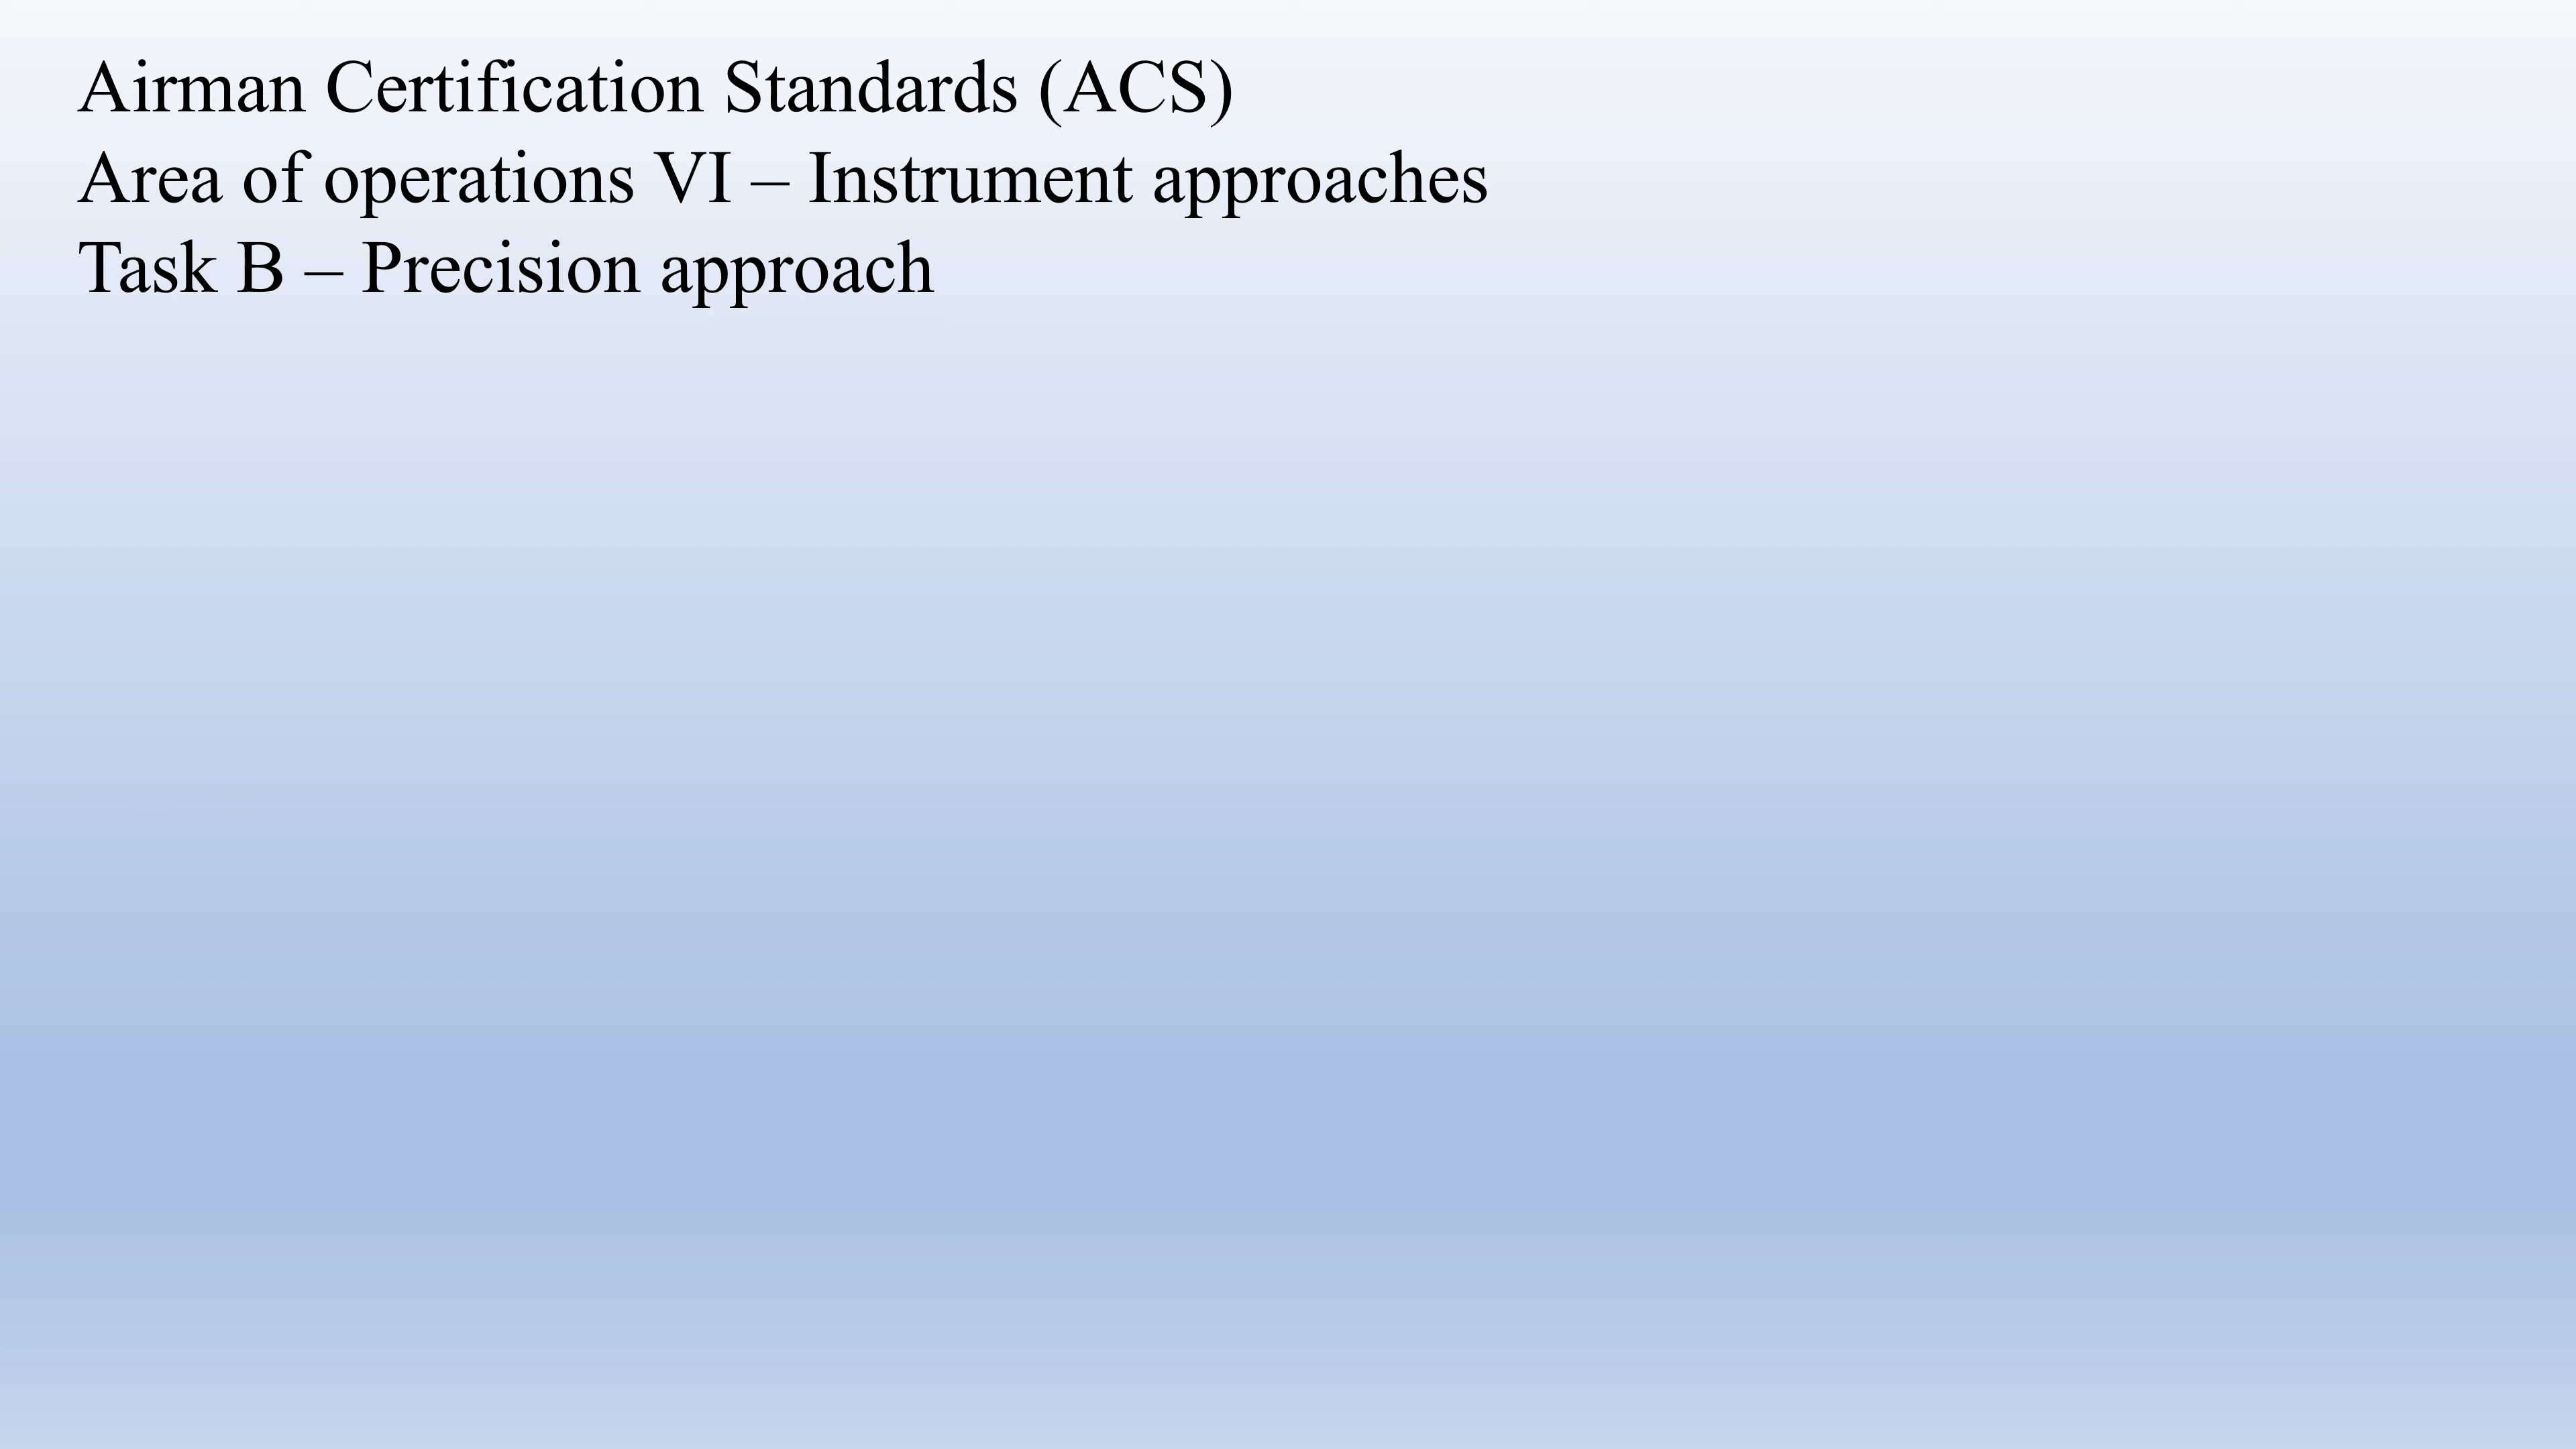 Airman Certification Standards (ACS)
Area of operations VI – Instrument approaches
Task B – Precision approach